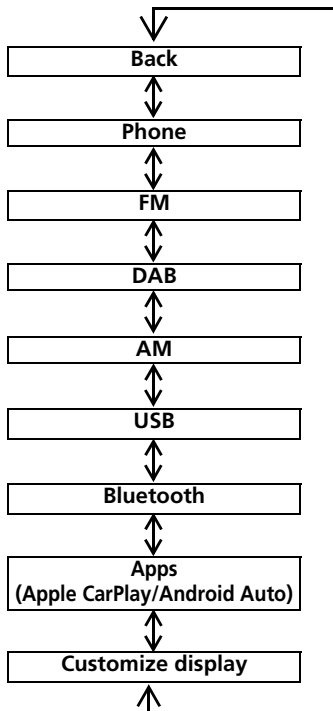 Back
Phone
FM
DAB
AM
USB
Bluetooth
Apps
(Apple CarPlay/Android Auto)
Customize display